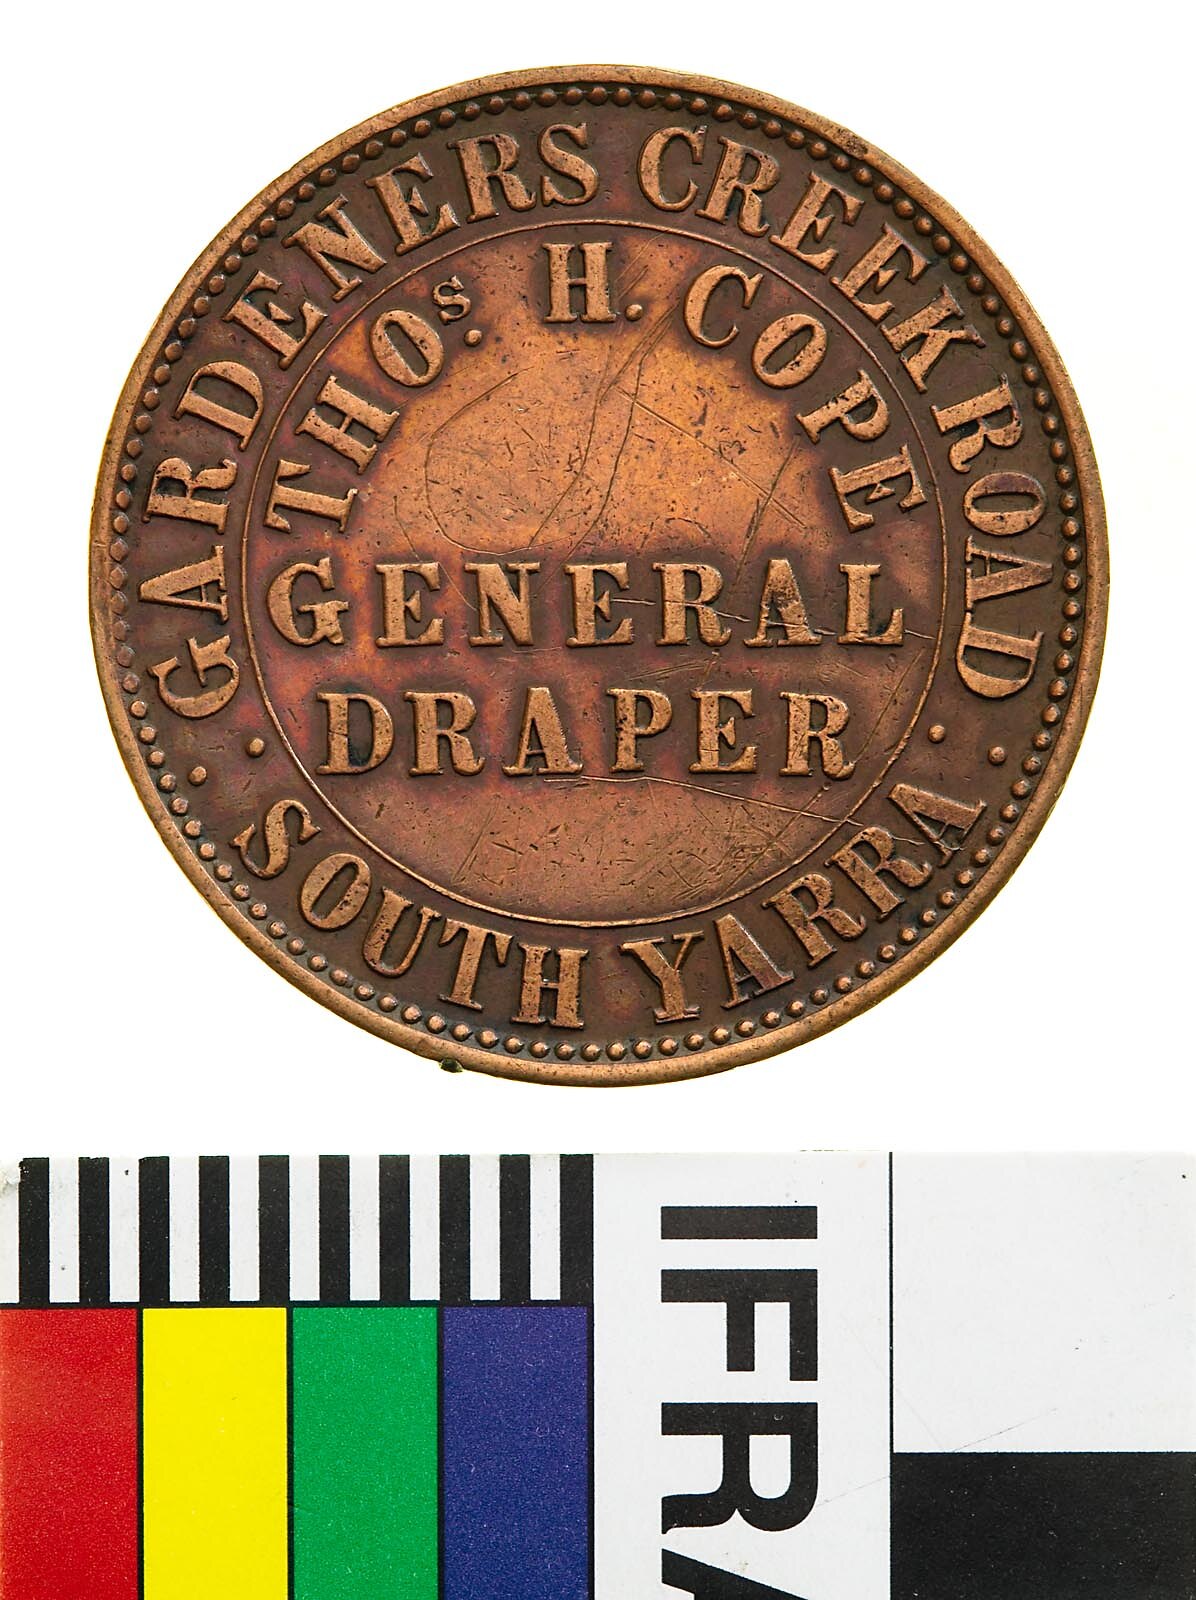 GARDENERS CREEK ROAD
THOs. H. COPE
GENERAL
DRAPER
· SOUTH YARRA ·
IFRA